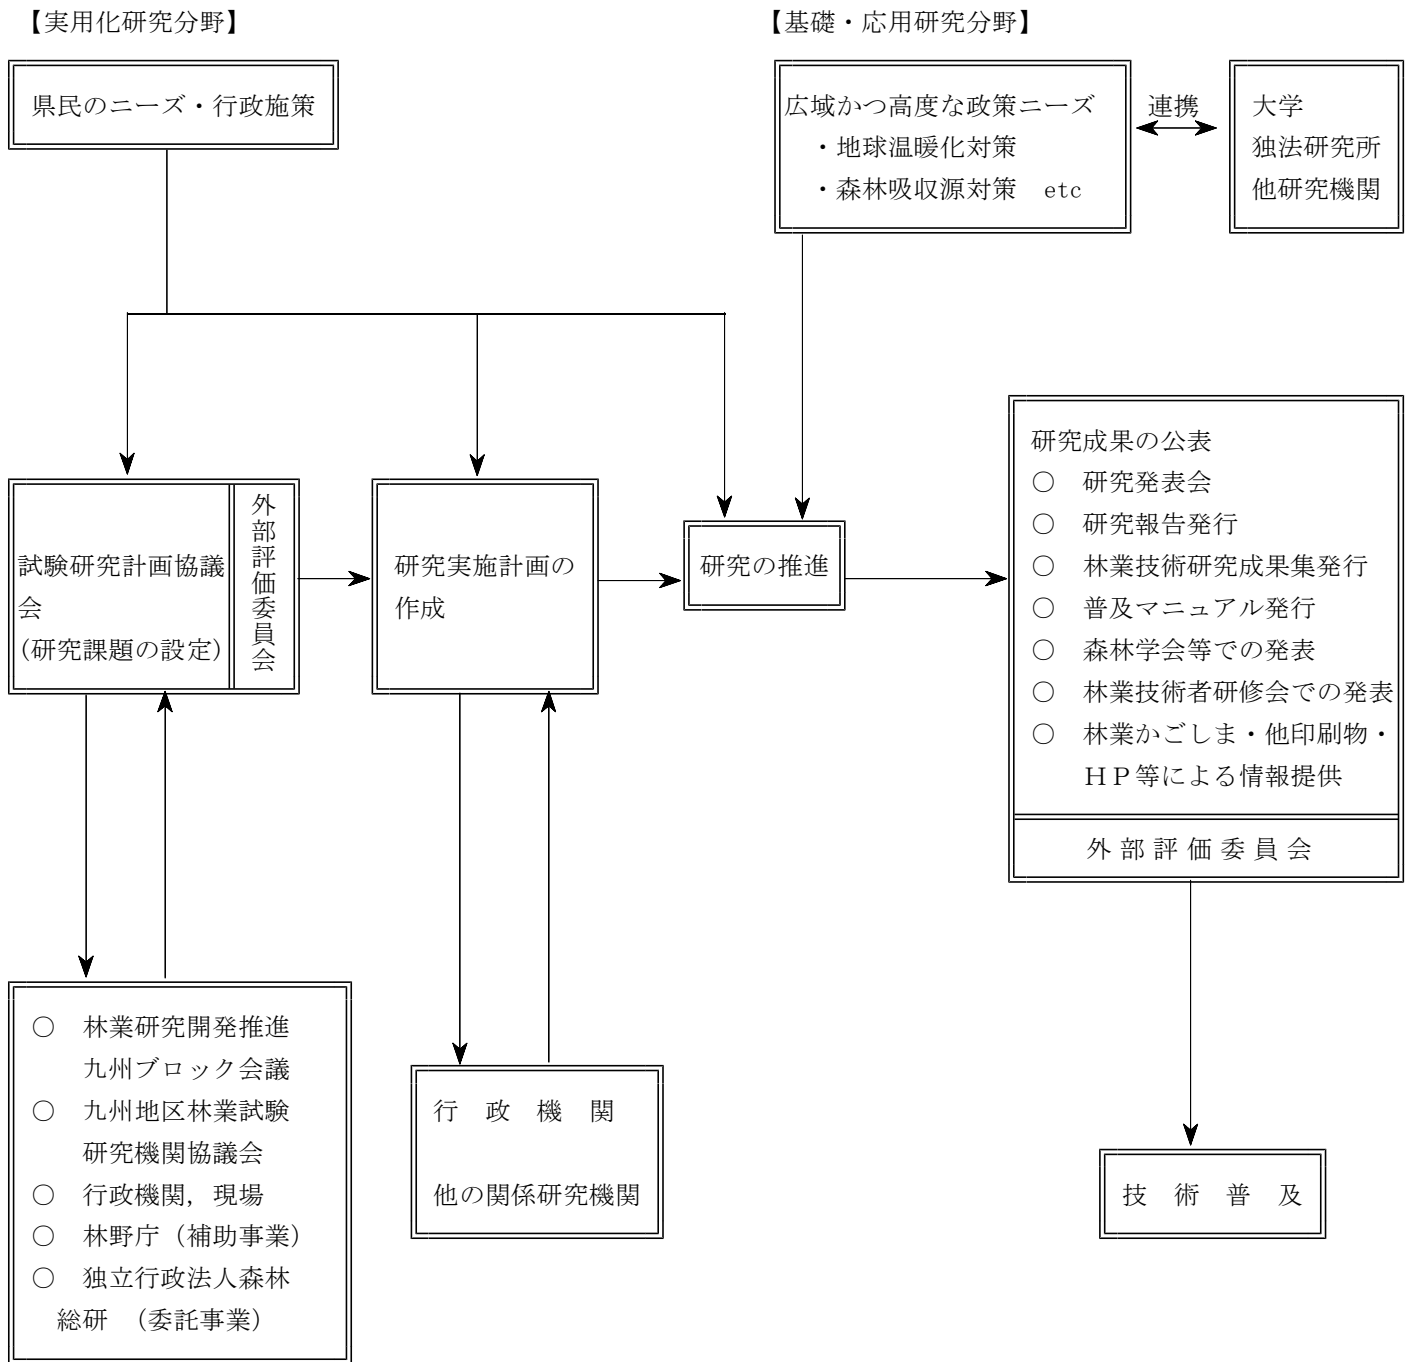 【実用化研究分野】
【基礎・応用研究分野】
県民のニーズ・行政施策
広域かつ高度な政策ニーズ
・地球温暖化対策
・森林吸収源対策　etc
連携
大学
独法研究所
他研究機関
試験研究計画協議
会
（研究課題の設定）
外部評価委員会
研究実施計画の
作成
研究の推進
研究成果の公表
○　研究発表会
○　研究報告発行
○　林業技術研究成果集発行
○　普及マニュアル発行
○　森林学会等での発表
○　林業技術者研修会での発表
○　林業かごしま・他印刷物・
ＨＰ等による情報提供
外部評価委員会
○　林業研究開発推進
九州ブロック会議
○　九州地区林業試験
研究機関協議会
○　行政機関，現場
○　林野庁（補助事業）
○　独立行政法人森林
総研　（委託事業）
行　政　機　関
他の関係研究機関
技　術　普　及